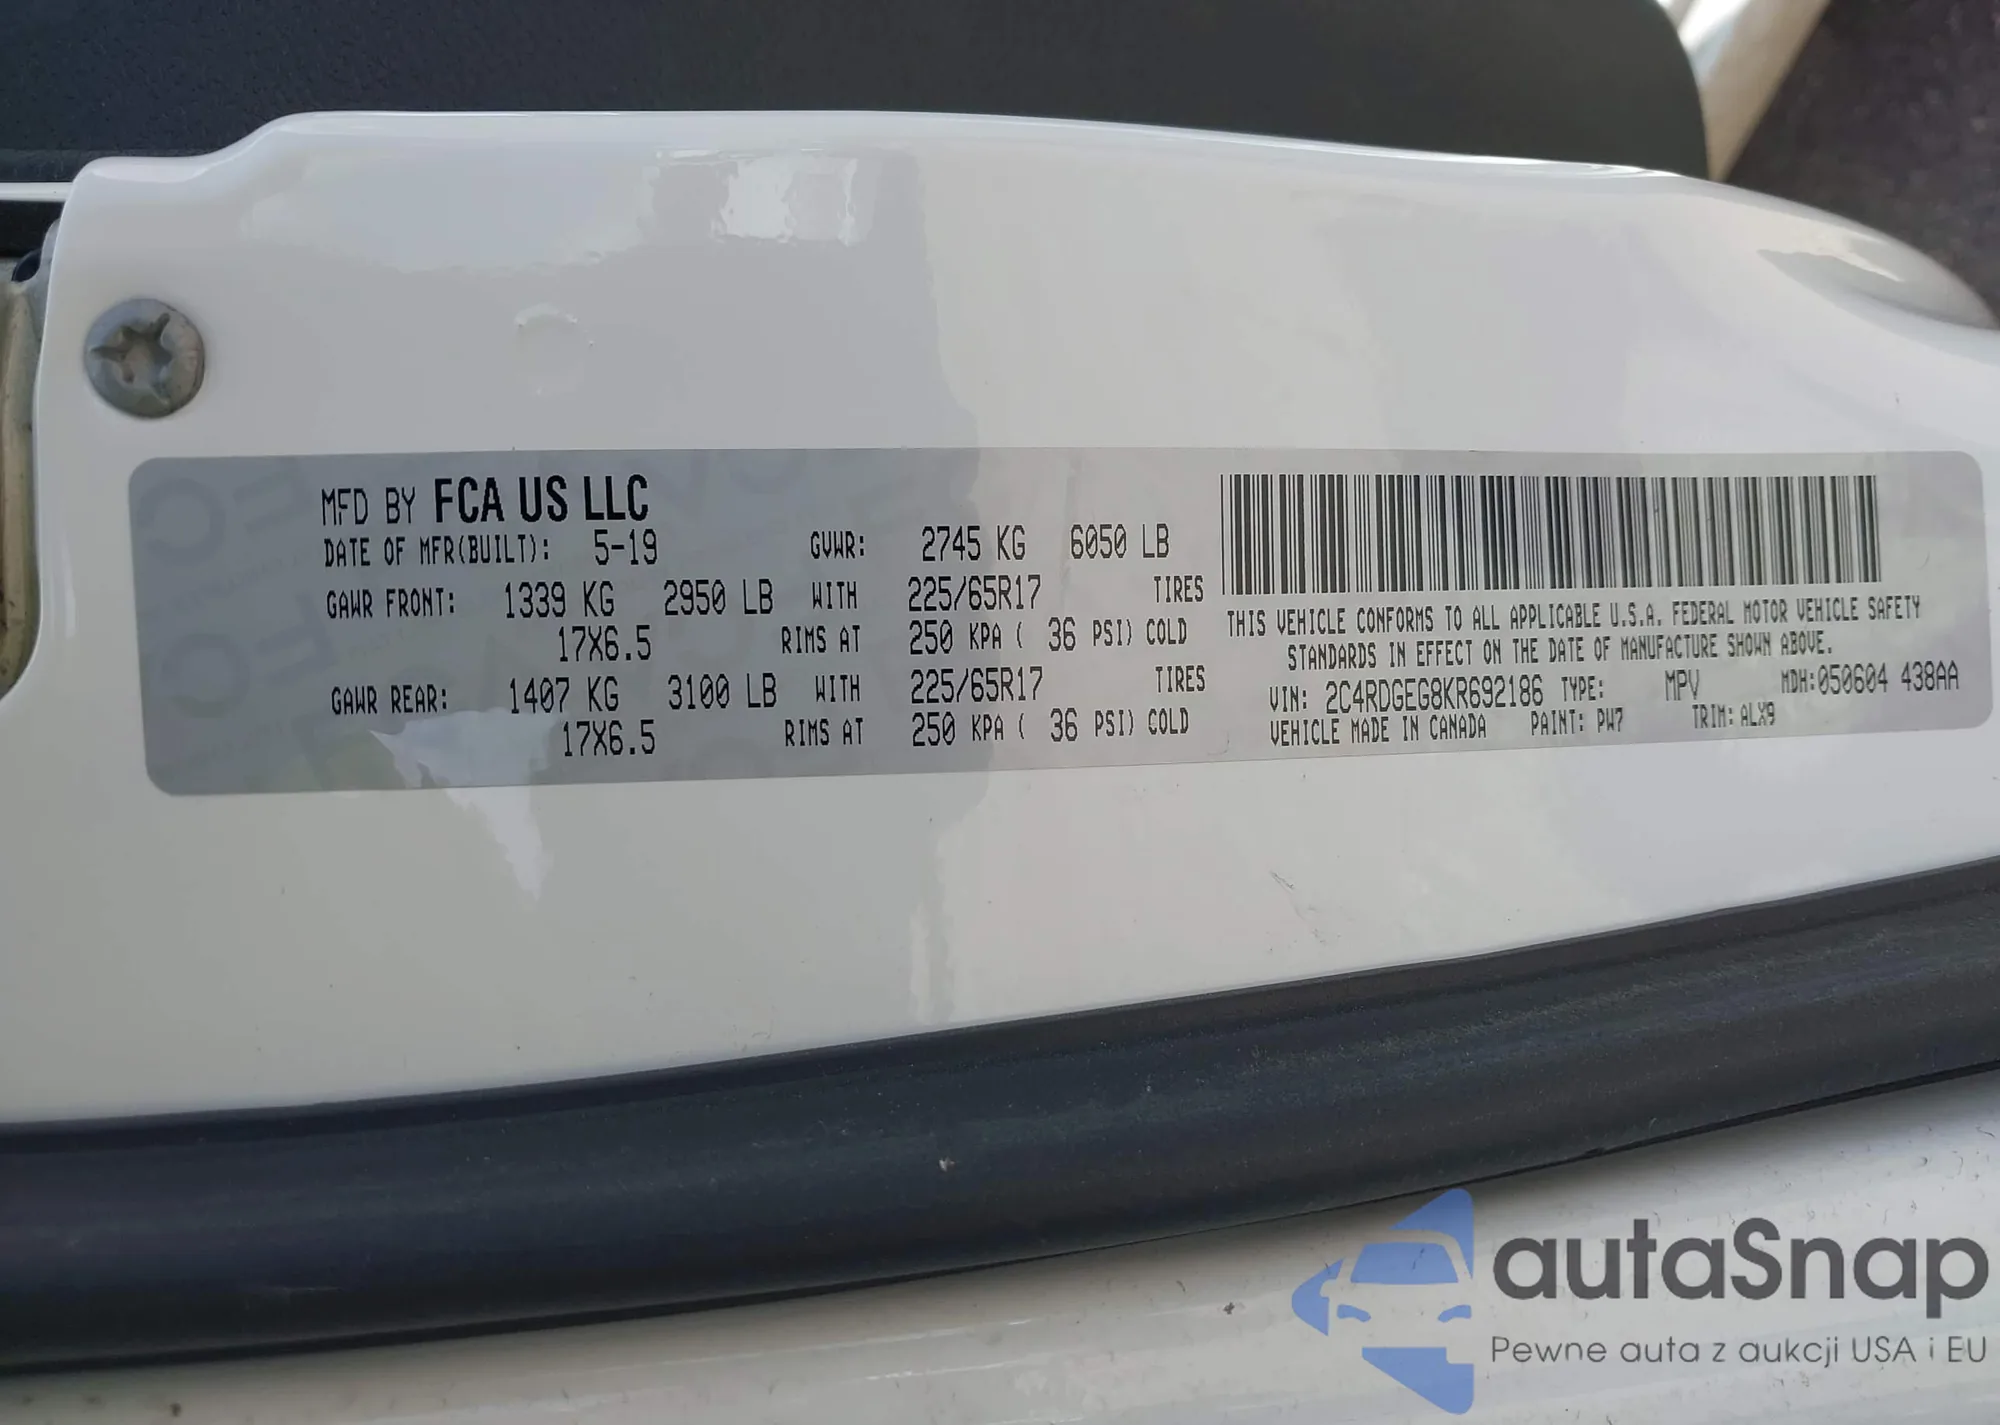 MFD BY FCA US LLC
DATE OF MFR(BUILT): 5-19 GVWR: 2745 KG 6050 LB
GAWR FRONT: 1339 KG 2950 LB WITH 225/65R17 TIRES
17X6.5 RIMS AT 250 KPA ( 36 PSI) COLD
GAWR REAR: 1407 KG 3100 LB WITH 225/65R17 TIRES
17X6.5 RIMS AT 250 KPA ( 36 PSI) COLD
THIS VEHICLE CONFORMS TO ALL APPLICABLE U.S.A. FEDERAL MOTOR VEHICLE SAFETY
STANDARDS IN EFFECT ON THE DATE OF MANUFACTURE SHOWN ABOVE.
VIN: 2C4RDGEG8KR692186 TYPE: MPV MDH:050604 438AA
VEHICLE MADE IN CANADA PAINT: PW7 TRIM: ALX9
autaSnap
Pewne auta z aukcji USA i EU